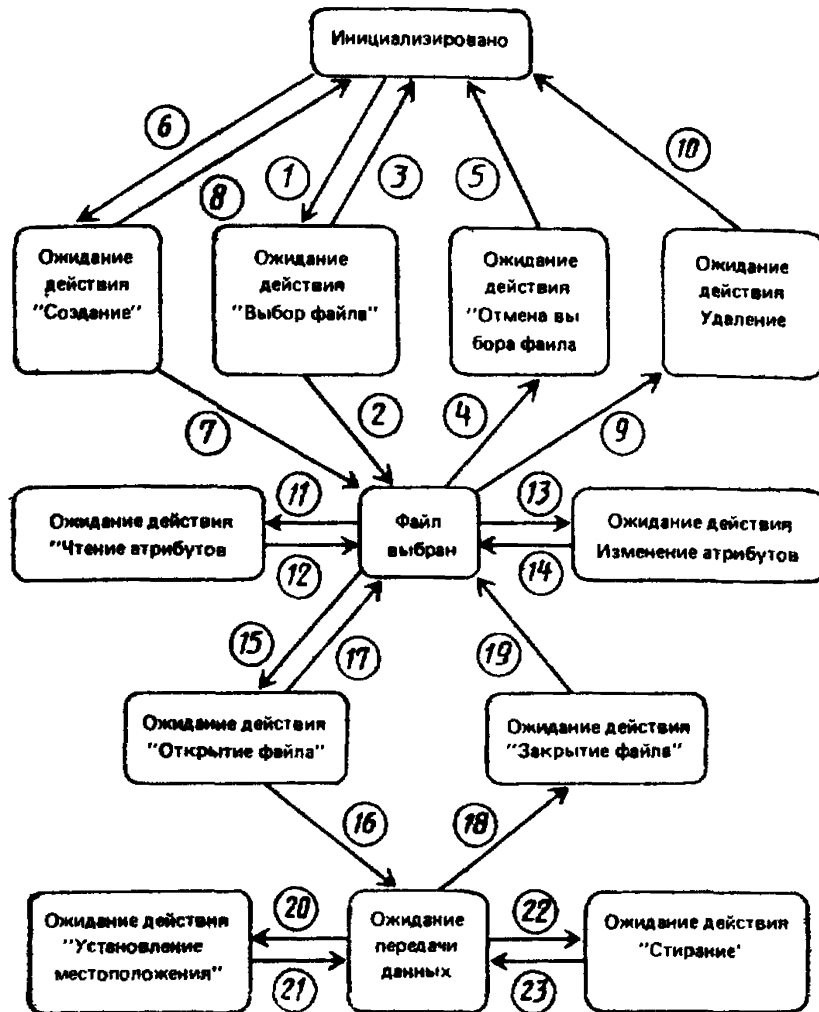 Инициализировано
6
8
1
3
5
10
Ожидание
действия
"Создание"
Ожидание
действия
"Выбор файла"
Ожидание
действия
"Отмена вы
бора файла
Ожидание
действия
Удаление
7
2
4
9
Ожидание действия
"Чтение атрибутов
11
12
Файл
выбран
13
14
Ожидание действия
Изменение атрибутов
15
17
19
Ожидание действия
"Открытие файла"
Ожидание действия
"Закрытие файла"
16
18
Ожидание действия
"Установление
местоположения"
20
21
Ожидание
передачи
данных
22
23
Ожидание действия
"Стирание'